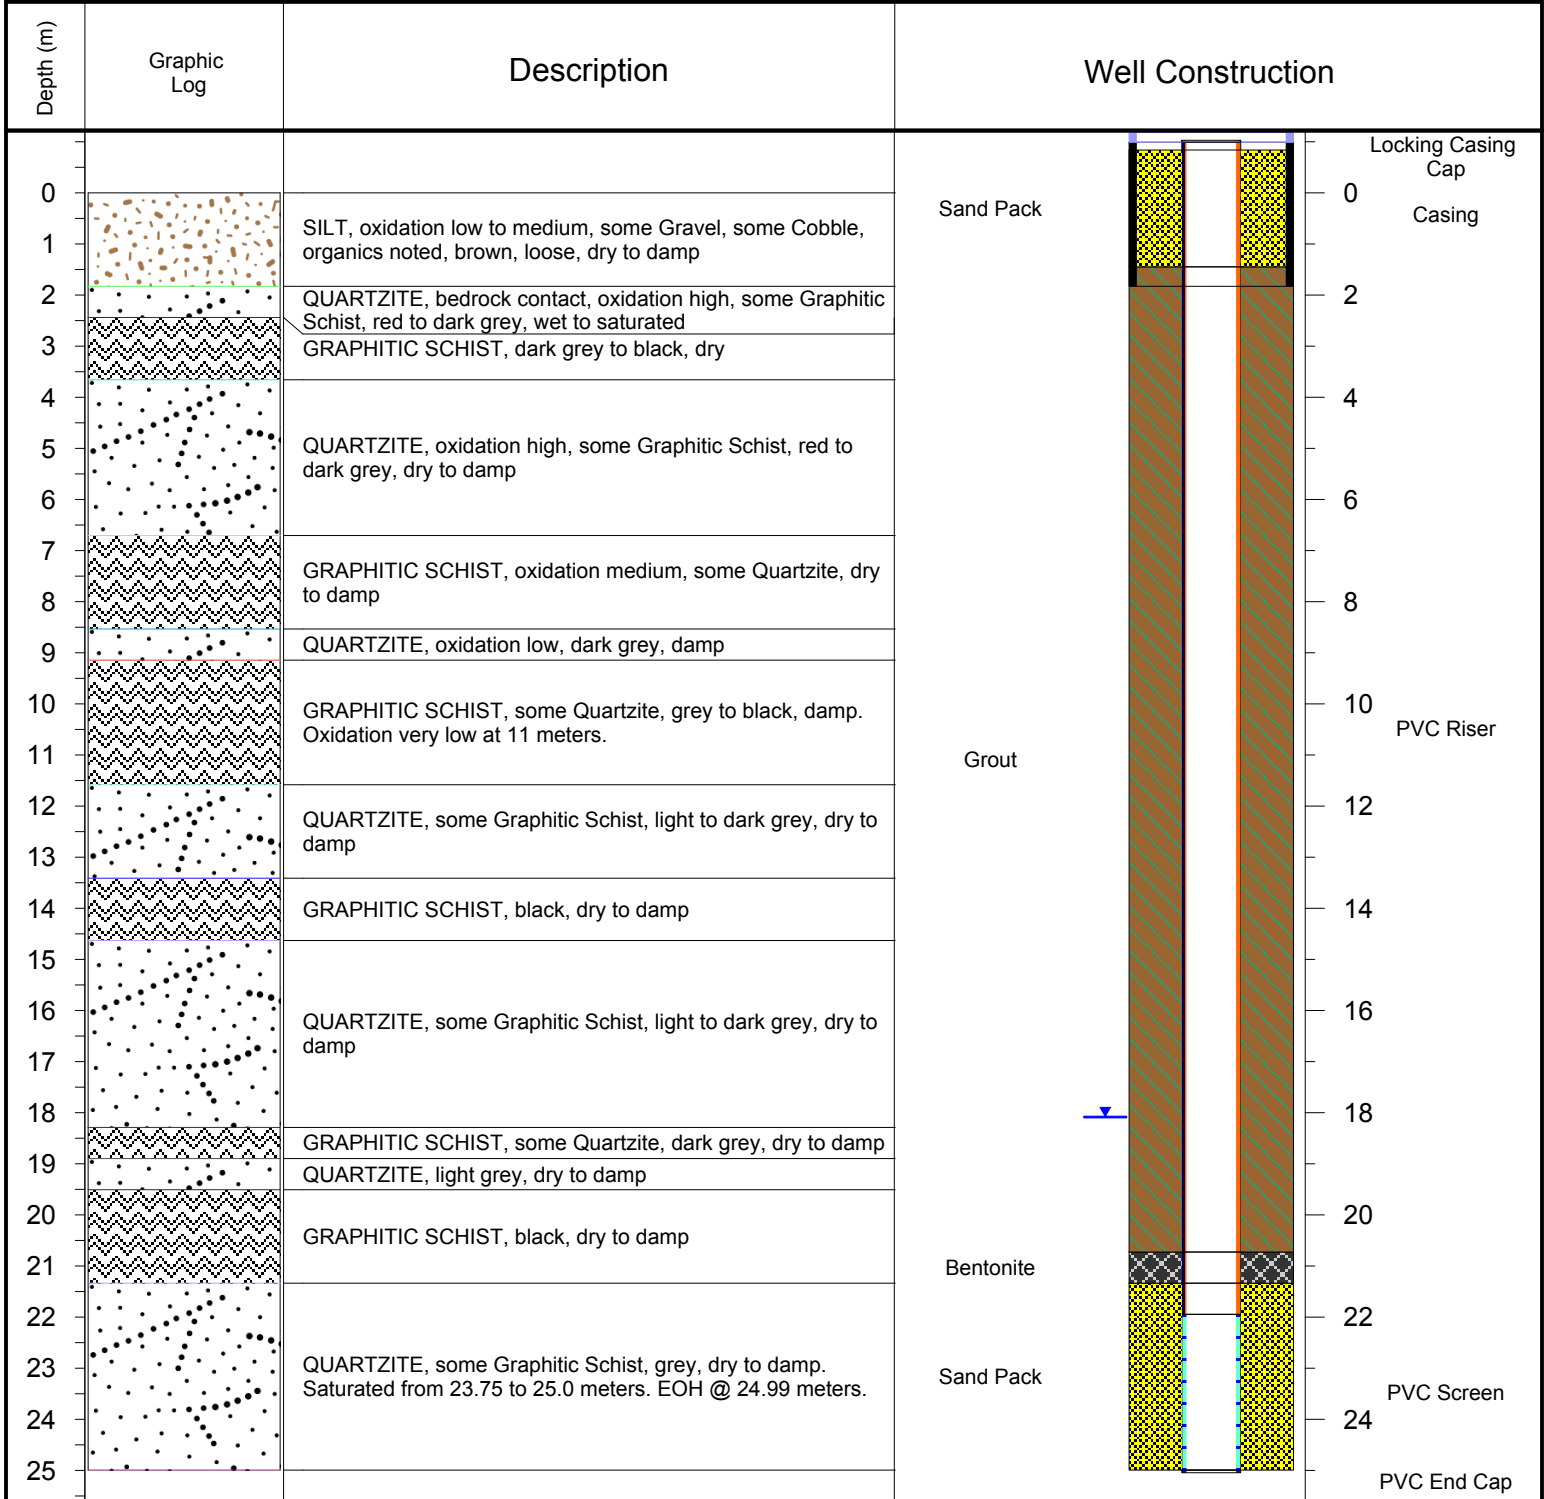 Depth (m)
Graphic
Log
Description
Well Construction
Locking Casing
Cap
0
Sand Pack
0
Casing
SILT, oxidation low to medium, some Gravel, some Cobble,
organics noted, brown, loose, dry to damp
1
2
QUARTZITE, bedrock contact, oxidation high, some Graphitic
Schist, red to dark grey, wet to saturated
2
3
GRAPHITIC SCHIST, dark grey to black, dry
4
4
5
QUARTZITE, oxidation high, some Graphitic Schist, red to
dark grey, dry to damp
6
6
7
GRAPHITIC SCHIST, oxidation medium, some Quartzite, dry
to damp
8
8
9
QUARTZITE, oxidation low, dark grey, damp
10
GRAPHITIC SCHIST, some Quartzite, grey to black, damp.
Oxidation very low at 11 meters.
10
PVC Riser
11
Grout
12
QUARTZITE, some Graphitic Schist, light to dark grey, dry to
damp
12
13
14
GRAPHITIC SCHIST, black, dry to damp
14
15
16
QUARTZITE, some Graphitic Schist, light to dark grey, dry to
damp
16
17
18
18
GRAPHITIC SCHIST, some Quartzite, dark grey, dry to damp
19
QUARTZITE, light grey, dry to damp
20
GRAPHITIC SCHIST, black, dry to damp
20
21
Bentonite
22
22
23
QUARTZITE, some Graphitic Schist, grey, dry to damp.
Saturated from 23.75 to 25.0 meters. EOH @ 24.99 meters.
Sand Pack
PVC Screen
24
24
25
PVC End Cap